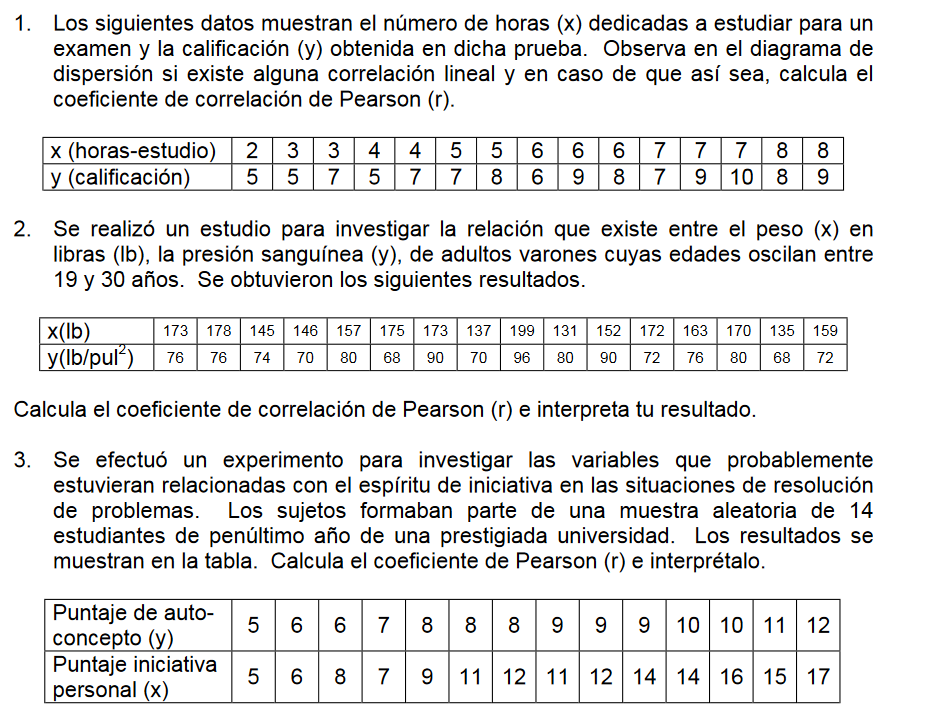 1. Los siguientes datos muestran el número de horas (x) dedicadas a estudiar para un
examen y la calificación (y) obtenida en dicha prueba. Observa en el diagrama de
dispersión si existe alguna correlación lineal y en caso de que así sea, calcula el
coeficiente de correlación de Pearson (r).
x (horas-estudio) 2 3 3 4 4 5 5 6 6 6 7 7 7 8 8
y (calificación) 5 5 7 5 7 7 8 6 9 8 7 9 10 8 9
2. Se realizó un estudio para investigar la relación que existe entre el peso (x) en
libras (lb), la presión sanguínea (y), de adultos varones cuyas edades oscilan entre
19 y 30 años. Se obtuvieron los siguientes resultados.
x(lb) 173 178 145 146 157 175 173 137 199 131 152 172 163 170 135 159
y(lb/pul²) 76 76 74 70 80 68 90 70 96 80 90 72 76 80 68 72
Calcula el coeficiente de correlación de Pearson (r) e interpreta tu resultado.
3. Se efectuó un experimento para investigar las variables que probablemente
estuvieran relacionadas con el espíritu de iniciativa en las situaciones de resolución
de problemas. Los sujetos formaban parte de una muestra aleatoria de 14
estudiantes de penúltimo año de una prestigiada universidad. Los resultados se
muestran en la tabla. Calcula el coeficiente de Pearson (r) e interprétalo.
Puntaje de auto-
concepto (y) 5 6 6 7 8 8 8 9 9 9 10 10 11 12
Puntaje iniciativa
personal (x) 5 6 8 7 9 11 12 11 12 14 14 16 15 17